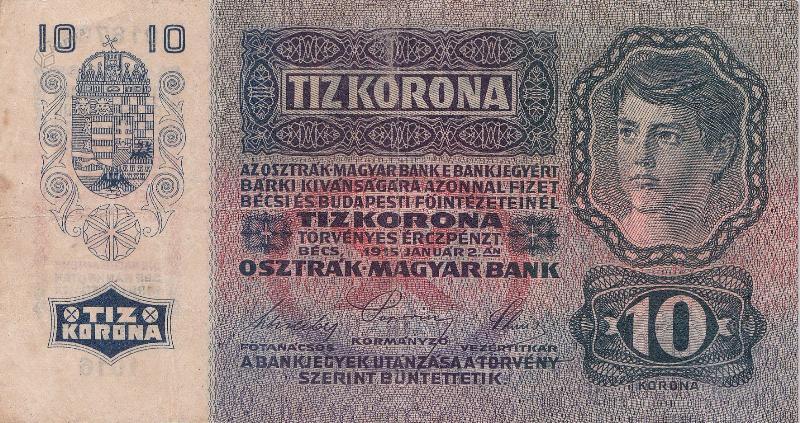 10 10
TIZ KORONA
TIZ KORONA
AZ OSZTRÁK-MAGYAR BANK E BANKJEGYÉRT
BÁRKI KIVÁNSÁGÁRA AZONNAL FIZET
BÉCSI ÉS BUDAPESTI FŐINTÉZETEINÉL
TIZ KORONA
TÖRVÉNYES ÉRCZPÉNZT.
BÉCS, 1915 JANUÁR 2.ÁN
OSZTRÁK-MAGYAR BANK
FŐTANÁCSOS KORMÁNYZÓ VEZÉRTITKÁR
A BANKJEGYEK UTÁNZÁSA A TÖRVÉNY
SZERINT BÜNTETTETIK.
10
KORONA